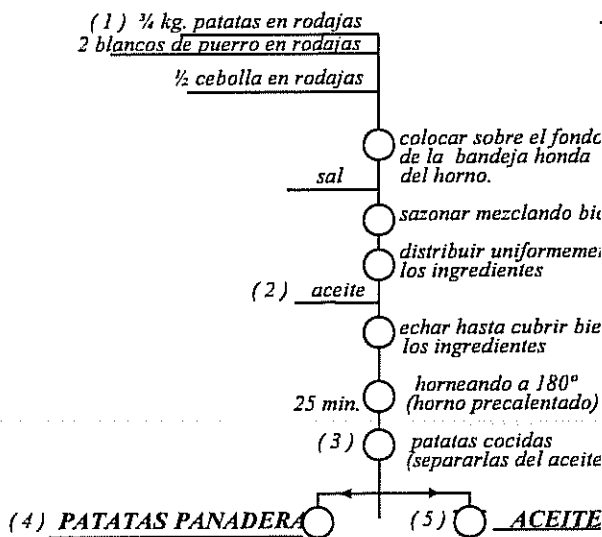 (1) ¾ kg. patatas en rodajas
2 blancos de puerro en rodajas
½ cebolla en rodajas
colocar sobre el fondo
de la bandeja honda
del horno.
sal
sazonar mezclando bie
distribuir uniformemen
los ingredientes
(2) aceite
echar hasta cubrir bie
los ingredientes
25 min.
horneando a 180º
(horno precalentado)
(3) patatas cocidas
(separarlas del aceite
(4) PATATAS PANADERA
(5) ACEITE